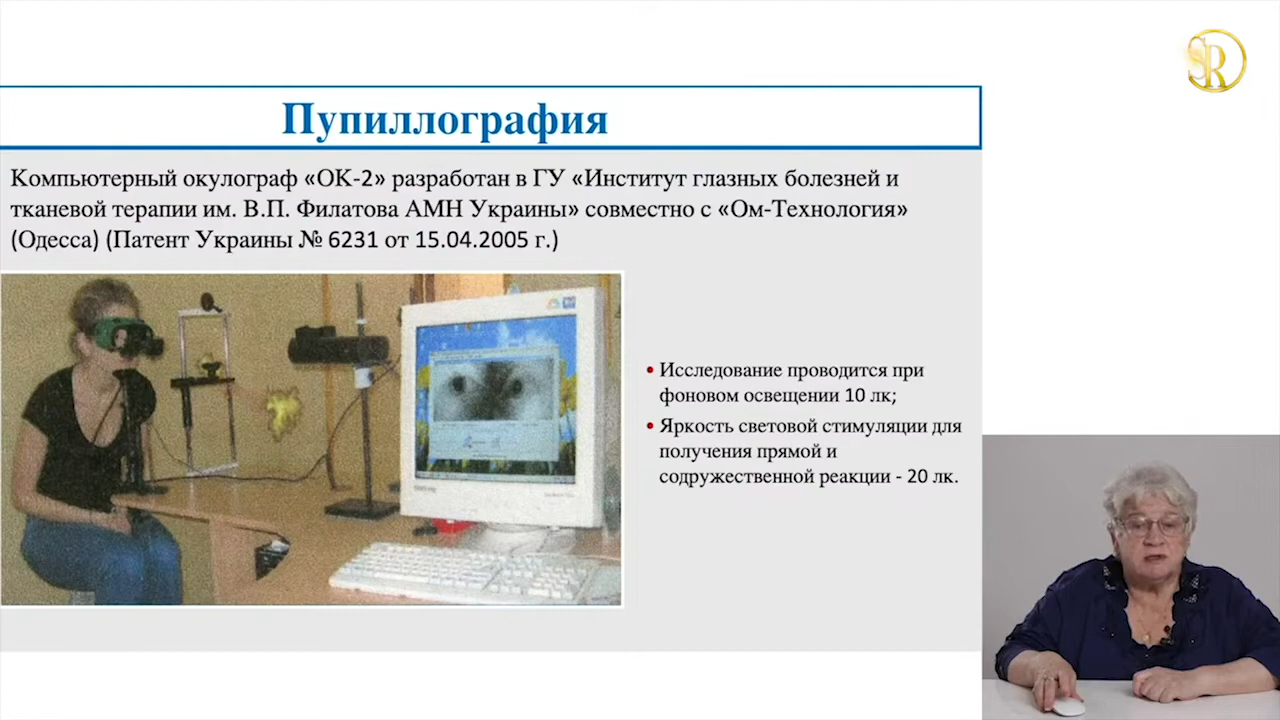 SR
Пупиллография
Компьютерный окулограф «ОК-2» разработан в ГУ «Институт глазных болезней и
тканевой терапии им. В.П. Филатова АМН Украины» совместно с «Ом-Технология»
(Одесса) (Патент Украины № 6231 от 15.04.2005 г.)
• Исследование проводится при
фоновом освещении 10 лк;
• Яркость световой стимуляции для
получения прямой и
содружественной реакции - 20 лк.